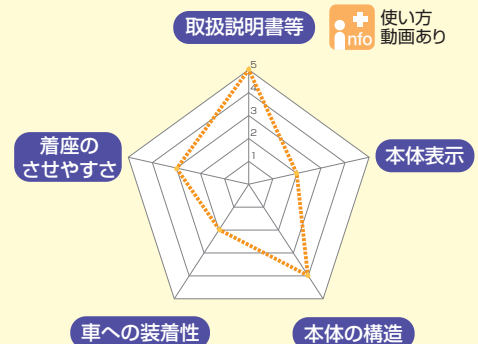 取扱説明書等
info
使い方
動画あり
5
4
3
2
1
着座の
させやすさ
本体表示
車への装着性
本体の構造